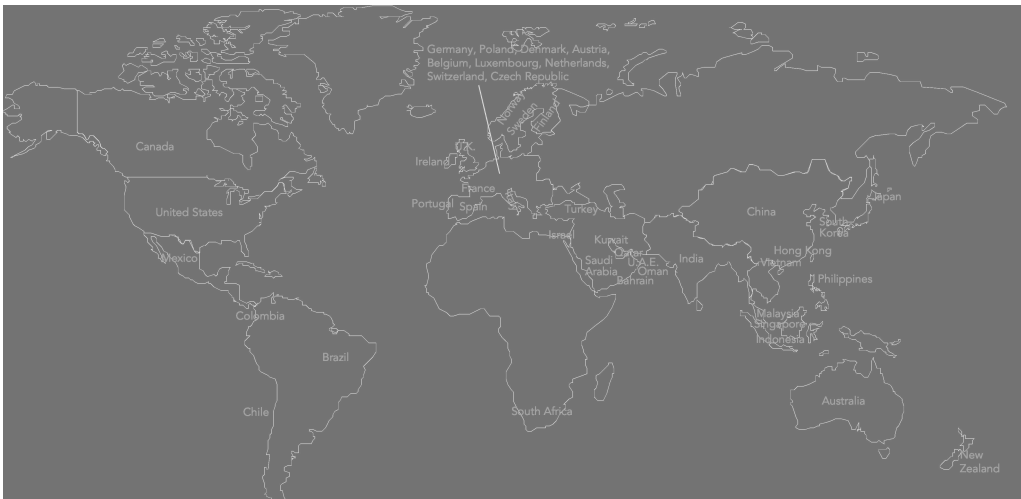 Germany, Poland, Denmark, Austria,
Belgium, Luxembourg, Netherlands,
Switzerland, Czech Republic
Norway
Sweden
Finland
Canada
U.K.
Ireland
France
Portugal
Spain
Italy
Turkey
United States
China
Japan
South
Korea
Israel
Kuwait
Mexico
Qatar
Saudi
Arabia
U.A.E.
Oman
Bahrain
India
Hong Kong
Vietnam
Philippines
Colombia
Malaysia
Singapore
Indonesia
Brazil
Chile
South Africa
Australia
New
Zealand